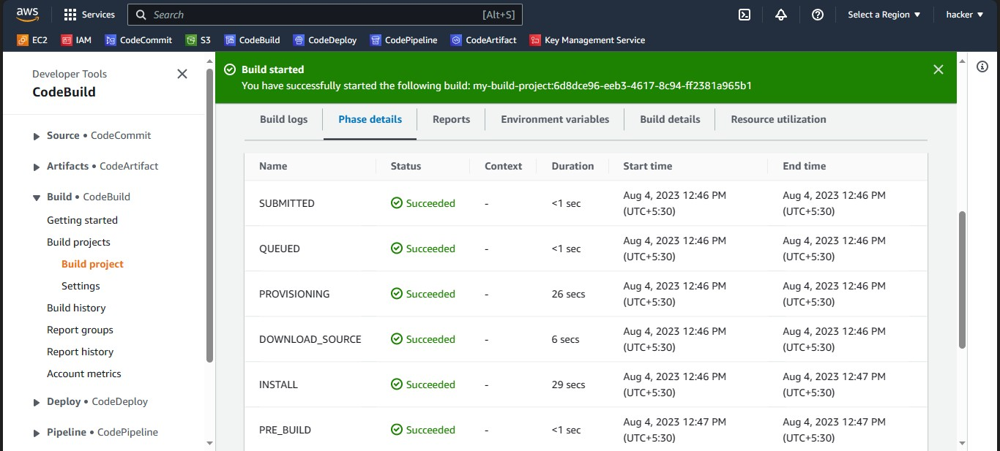 aws Services Search [Alt+S] Select a Region hacker
EC2 IAM CodeCommit S3 CodeBuild CodeDeploy CodePipeline CodeArtifact Key Management Service
Developer Tools
CodeBuild
Source • CodeCommit
Artifacts • CodeArtifact
Build • CodeBuild
Getting started
Build projects
Build project
Settings
Build history
Report groups
Report history
Account metrics
Deploy • CodeDeploy
Pipeline • CodePipeline
Build started
You have successfully started the following build: my-build-project:6d8dce96-eeb3-4617-8c94-ff2381a965b1
Build logs Phase details Reports Environment variables Build details Resource utilization
Name Status Context Duration Start time End time
SUBMITTED Succeeded - <1 sec Aug 4, 2023 12:46 PM Aug 4, 2023 12:46 PM
(UTC+5:30) (UTC+5:30)
QUEUED Succeeded - <1 sec Aug 4, 2023 12:46 PM Aug 4, 2023 12:46 PM
(UTC+5:30) (UTC+5:30)
PROVISIONING Succeeded - 26 secs Aug 4, 2023 12:46 PM Aug 4, 2023 12:46 PM
(UTC+5:30) (UTC+5:30)
DOWNLOAD_SOURCE Succeeded - 6 secs Aug 4, 2023 12:46 PM Aug 4, 2023 12:46 PM
(UTC+5:30) (UTC+5:30)
INSTALL Succeeded - 29 secs Aug 4, 2023 12:46 PM Aug 4, 2023 12:47 PM
(UTC+5:30) (UTC+5:30)
PRE_BUILD Succeeded - <1 sec Aug 4, 2023 12:47 PM Aug 4, 2023 12:47 PM
(UTC+5:30) (UTC+5:30)